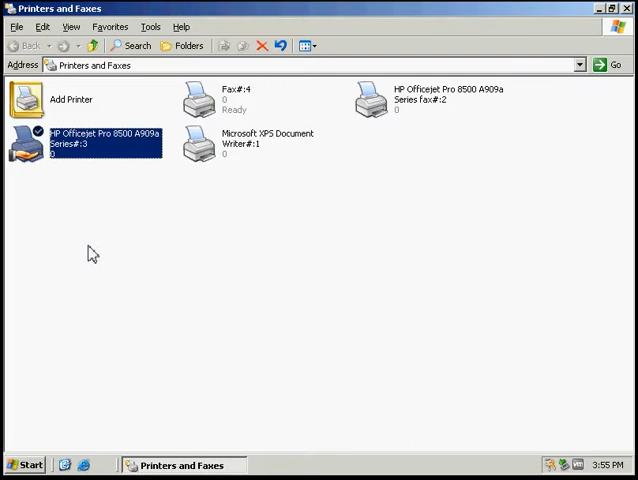 Printers and Faxes
File Edit View Favorites Tools Help
Back Search Folders
Address Printers and Faxes Go
Add Printer
Fax#:4
0
Ready
HP Officejet Pro 8500 A909a
Series fax#:2
0
HP Officejet Pro 8500 A909a
Series#:3
0
Microsoft XPS Document
Writer#:1
0
Start Printers and Faxes 3:55 PM